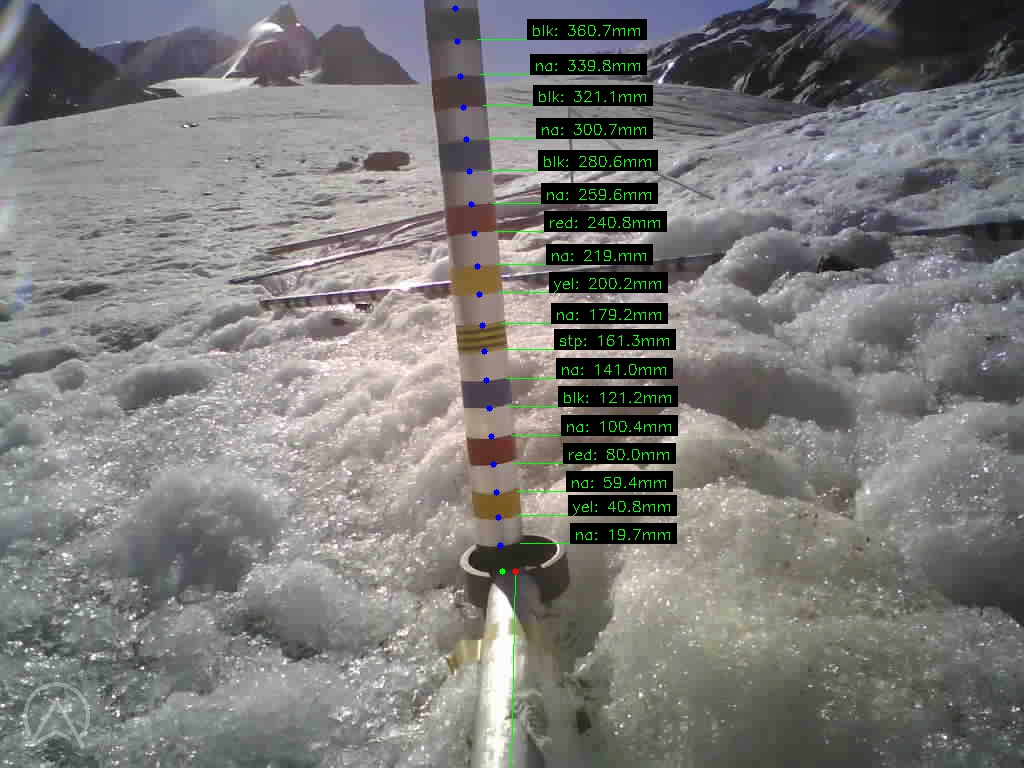 blk: 360.7mm
na: 339.8mm
blk: 321.1mm
na: 300.7mm
blk: 280.6mm
na: 259.6mm
red: 240.8mm
na: 219.mm
yel: 200.2mm
na: 179.2mm
stp: 161.3mm
na: 141.0mm
blk: 121.2mm
na: 100.4mm
red: 80.0mm
na: 59.4mm
yel: 40.8mm
na: 19.7mm